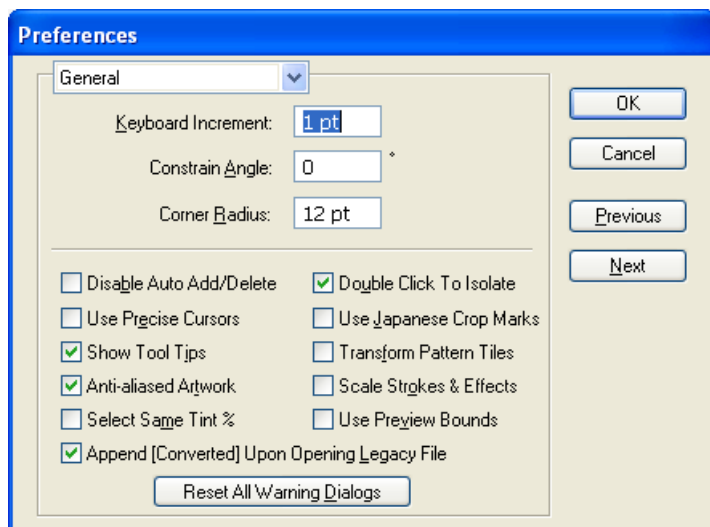 Preferences
General
Keyboard Increment: 1 pt
Constrain Angle: 0 °
Corner Radius: 12 pt
Disable Auto Add/Delete
Double Click To Isolate
Use Precise Cursors
Use Japanese Crop Marks
Show Tool Tips
Transform Pattern Tiles
Anti-aliased Artwork
Scale Strokes & Effects
Select Same Tint %
Use Preview Bounds
Append [Converted] Upon Opening Legacy File
Reset All Warning Dialogs
OK
Cancel
Previous
Next